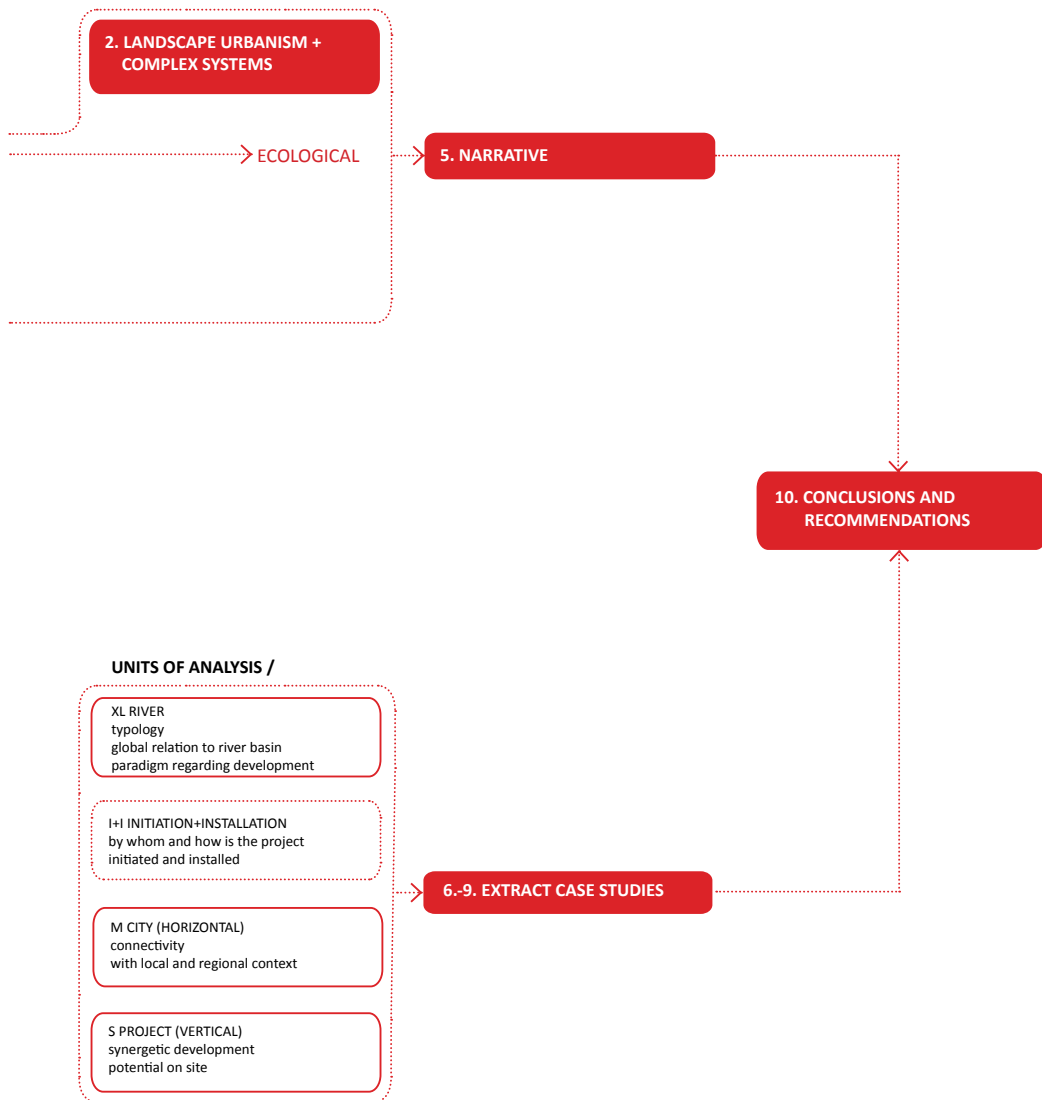 2. LANDSCAPE URBANISM +
COMPLEX SYSTEMS
ECOLOGICAL
5. NARRATIVE
10. CONCLUSIONS AND
RECOMMENDATIONS
UNITS OF ANALYSIS /
XL RIVER
typology
global relation to river basin
paradigm regarding development
I+I INITIATION+INSTALLATION
by whom and how is the project
initiated and installed
6.-9. EXTRACT CASE STUDIES
M CITY (HORIZONTAL)
connectivity
with local and regional context
S PROJECT (VERTICAL)
synergetic development
potential on site